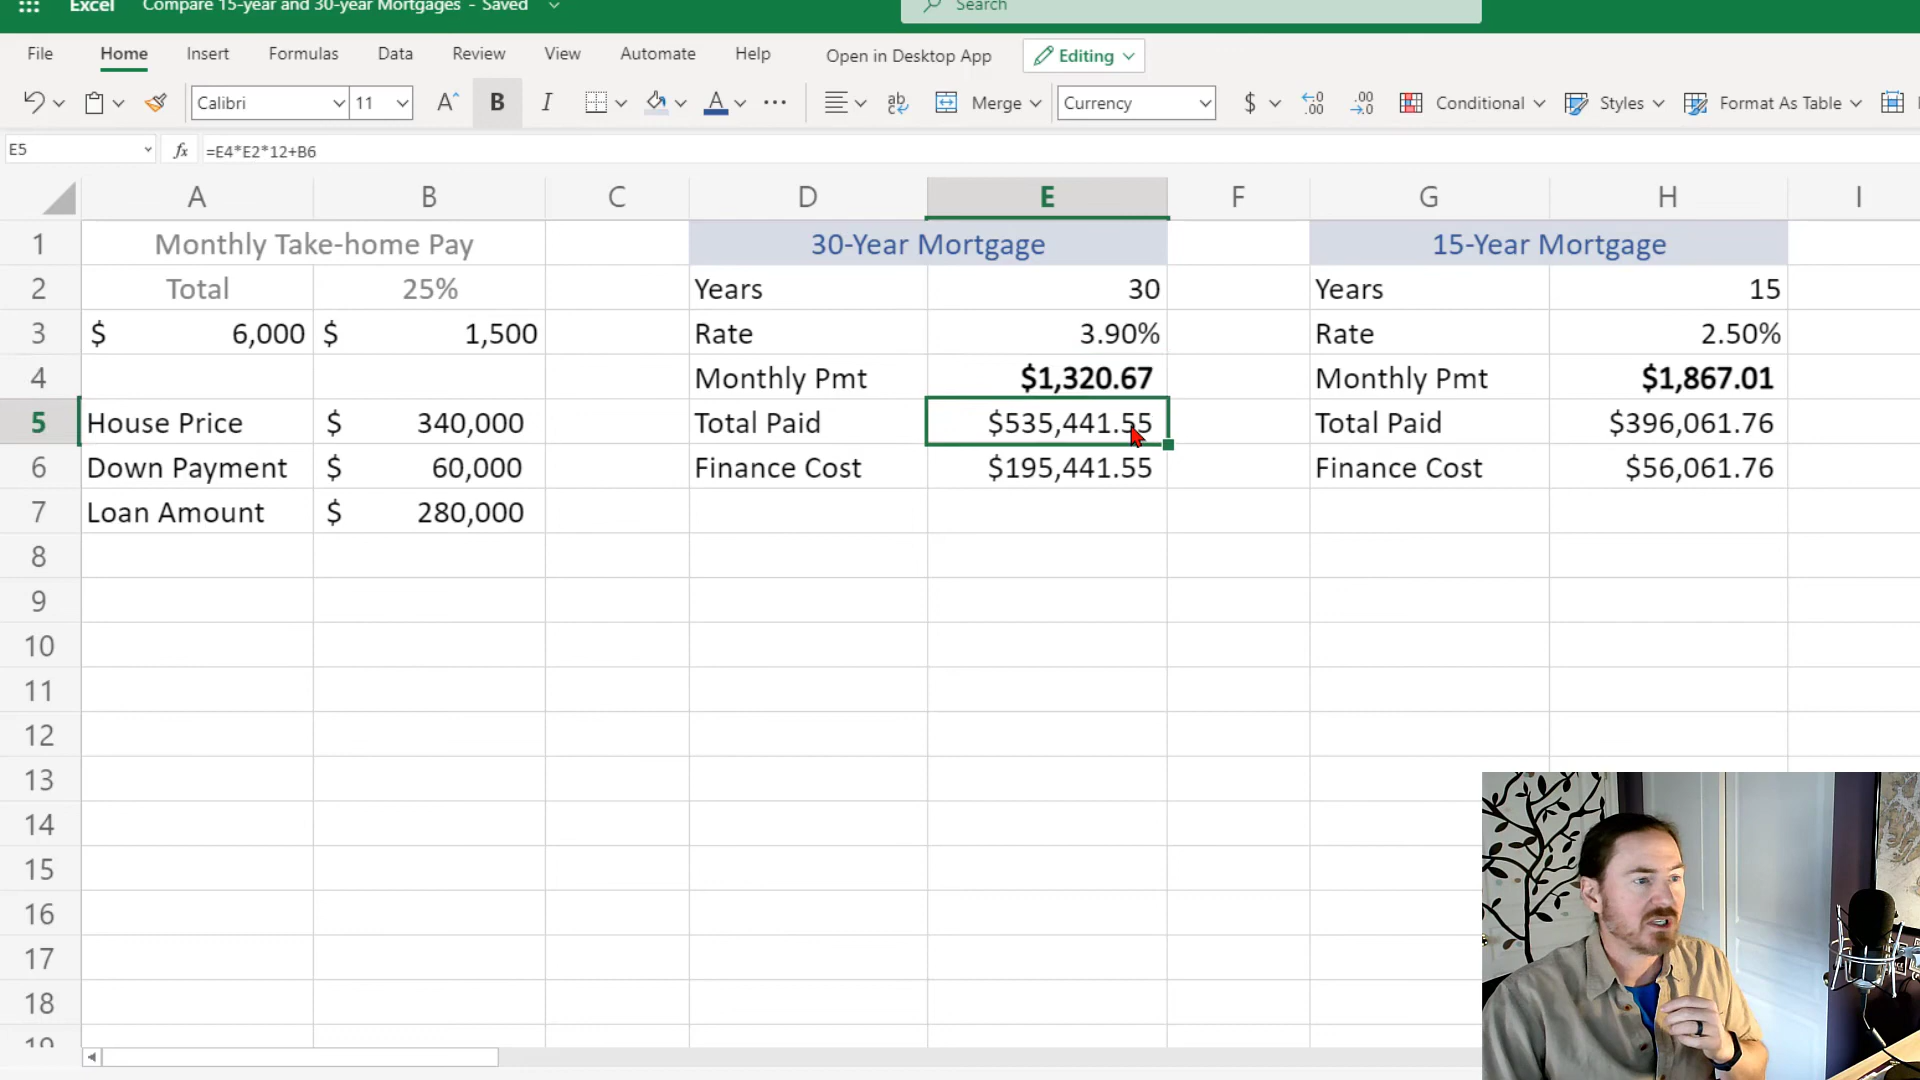 Excel Compare 15-year and 30-year Mortgages - Saved Search
File Home Insert Formulas Data Review View Automate Help Open in Desktop App Editing
Calibri 11 A B I A ... ab Merge Currency $ .00 .00 Conditional Styles Format As Table
E5 fx =E4*E2*12+B6
A B C D E F G H I
1 Monthly Take-home Pay 30-Year Mortgage 15-Year Mortgage
2 Total 25% Years 30 Years 15
3 $ 6,000 $ 1,500 Rate 3.90% Rate 2.50%
4 Monthly Pmt $1,320.67 Monthly Pmt $1,867.01
5 House Price $ 340,000 Total Paid $535,441.55 Total Paid $396,061.76
6 Down Payment $ 60,000 Finance Cost $195,441.55 Finance Cost $56,061.76
7 Loan Amount $ 280,000
8
9
10
11
12
13
14
15
16
17
18
19